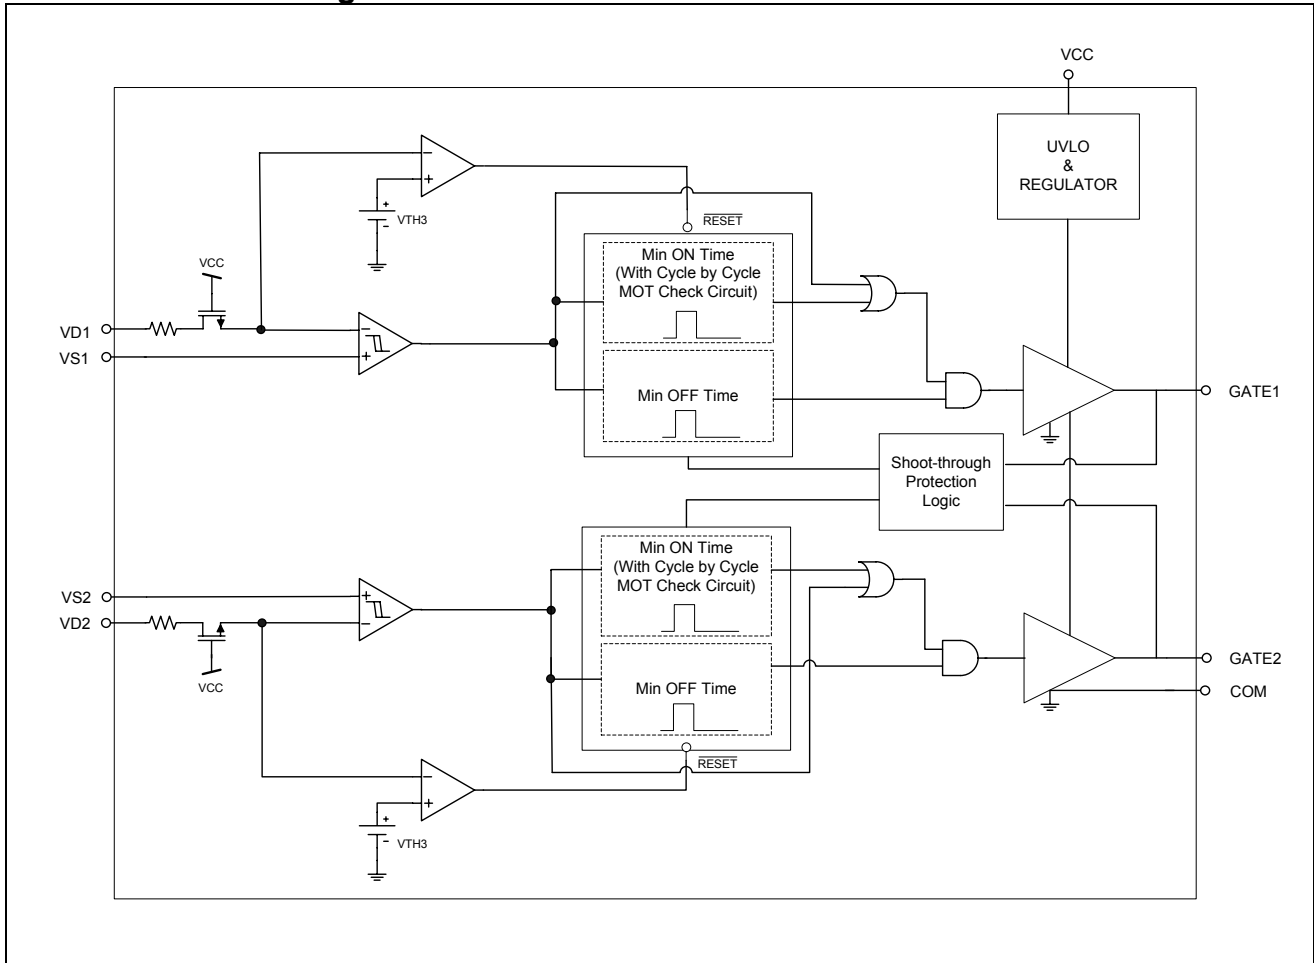 VCC
UVLO
&
REGULATOR
VTH3
RESET
Min ON Time
(With Cycle by Cycle
MOT Check Circuit)
VCC
VD1
VS1
Min OFF Time
GATE1
Shoot-through
Protection
Logic
Min ON Time
(With Cycle by Cycle
MOT Check Circuit)
VS2
VD2
VCC
Min OFF Time
GATE2
COM
RESET
VTH3